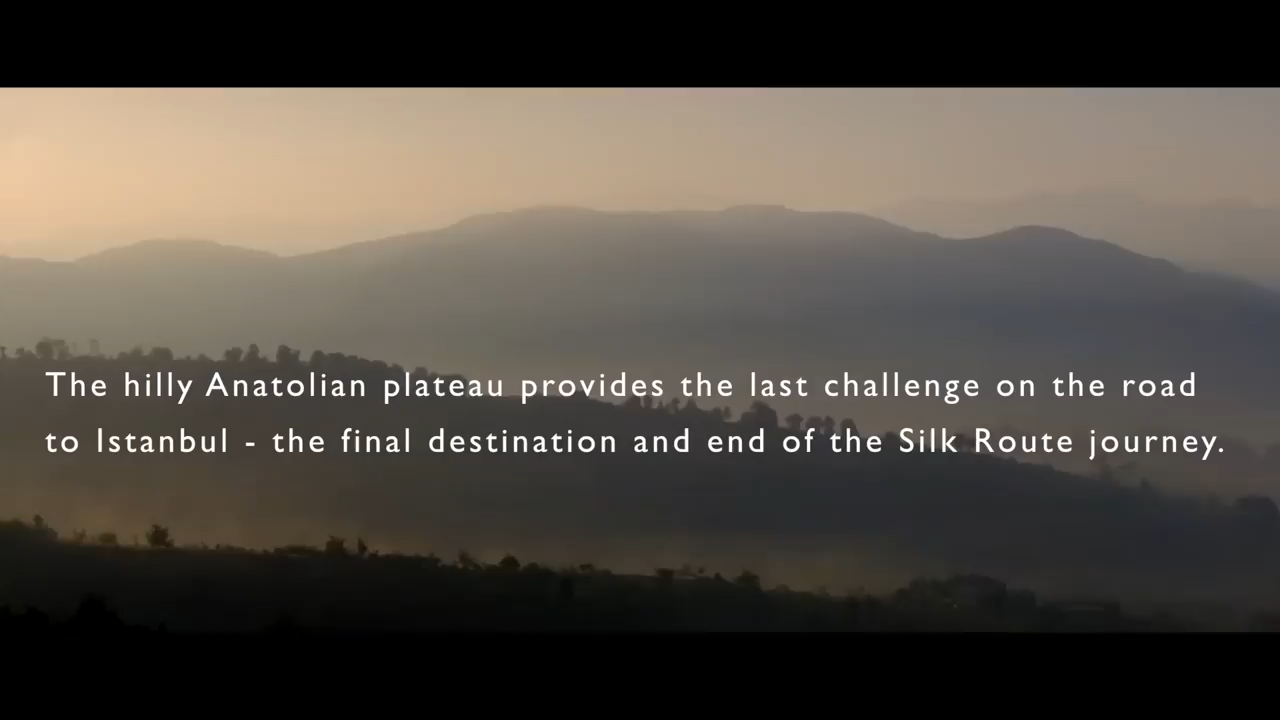 The hilly Anatolian plateau provides the last challenge on the road
to Istanbul - the final destination and end of the Silk Route journey.